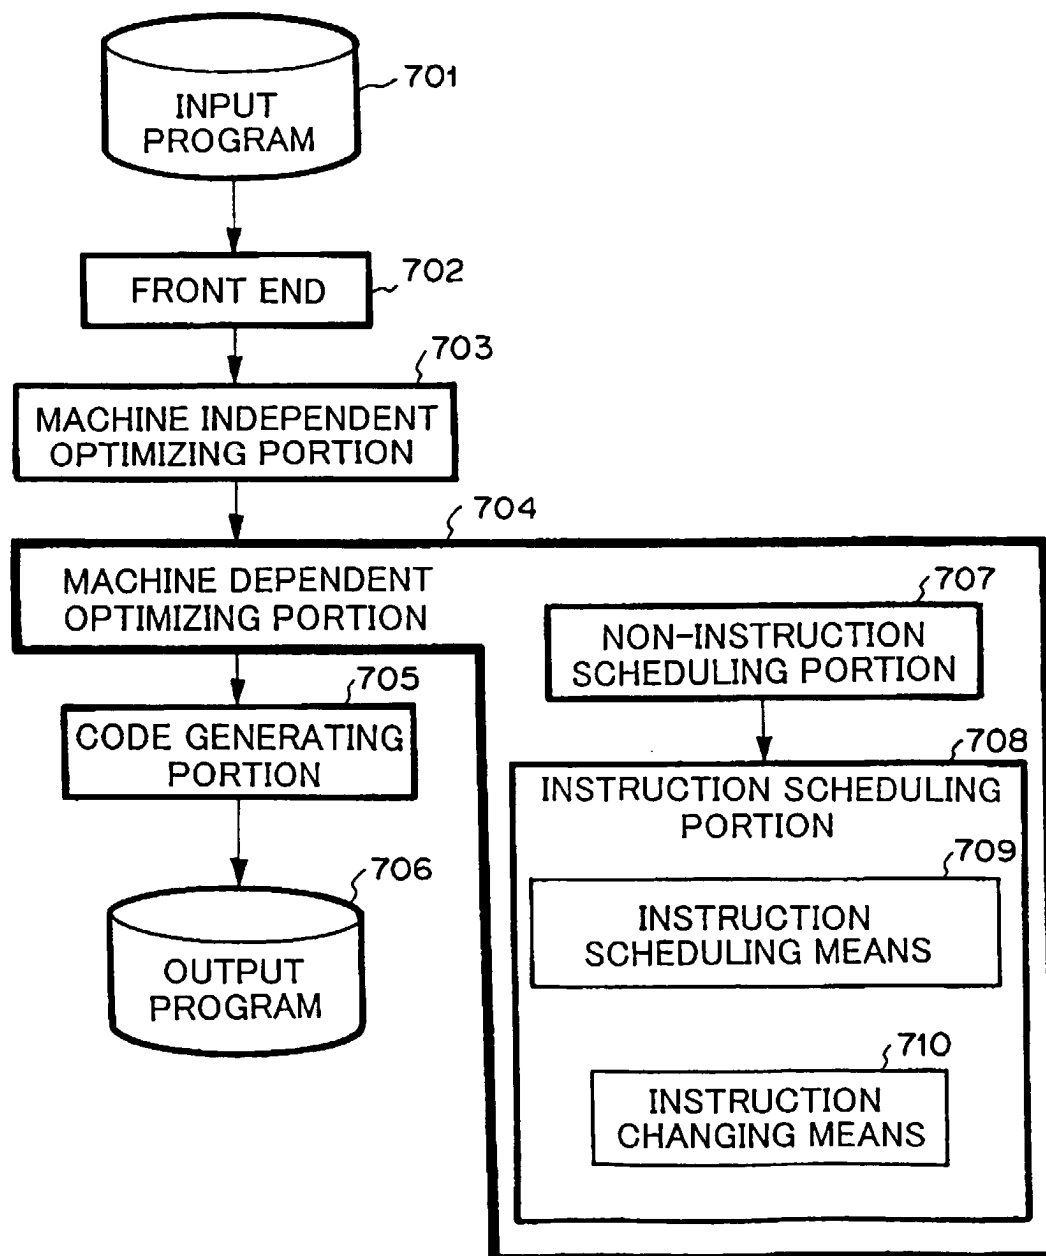 701
INPUT
PROGRAM
702
FRONT END
703
MACHINE INDEPENDENT
OPTIMIZING PORTION
704
MACHINE DEPENDENT
OPTIMIZING PORTION
705
CODE GENERATING
PORTION
706
OUTPUT
PROGRAM
707
NON-INSTRUCTION
SCHEDULING PORTION
708
INSTRUCTION SCHEDULING
PORTION
709
INSTRUCTION
SCHEDULING MEANS
710
INSTRUCTION
CHANGING MEANS